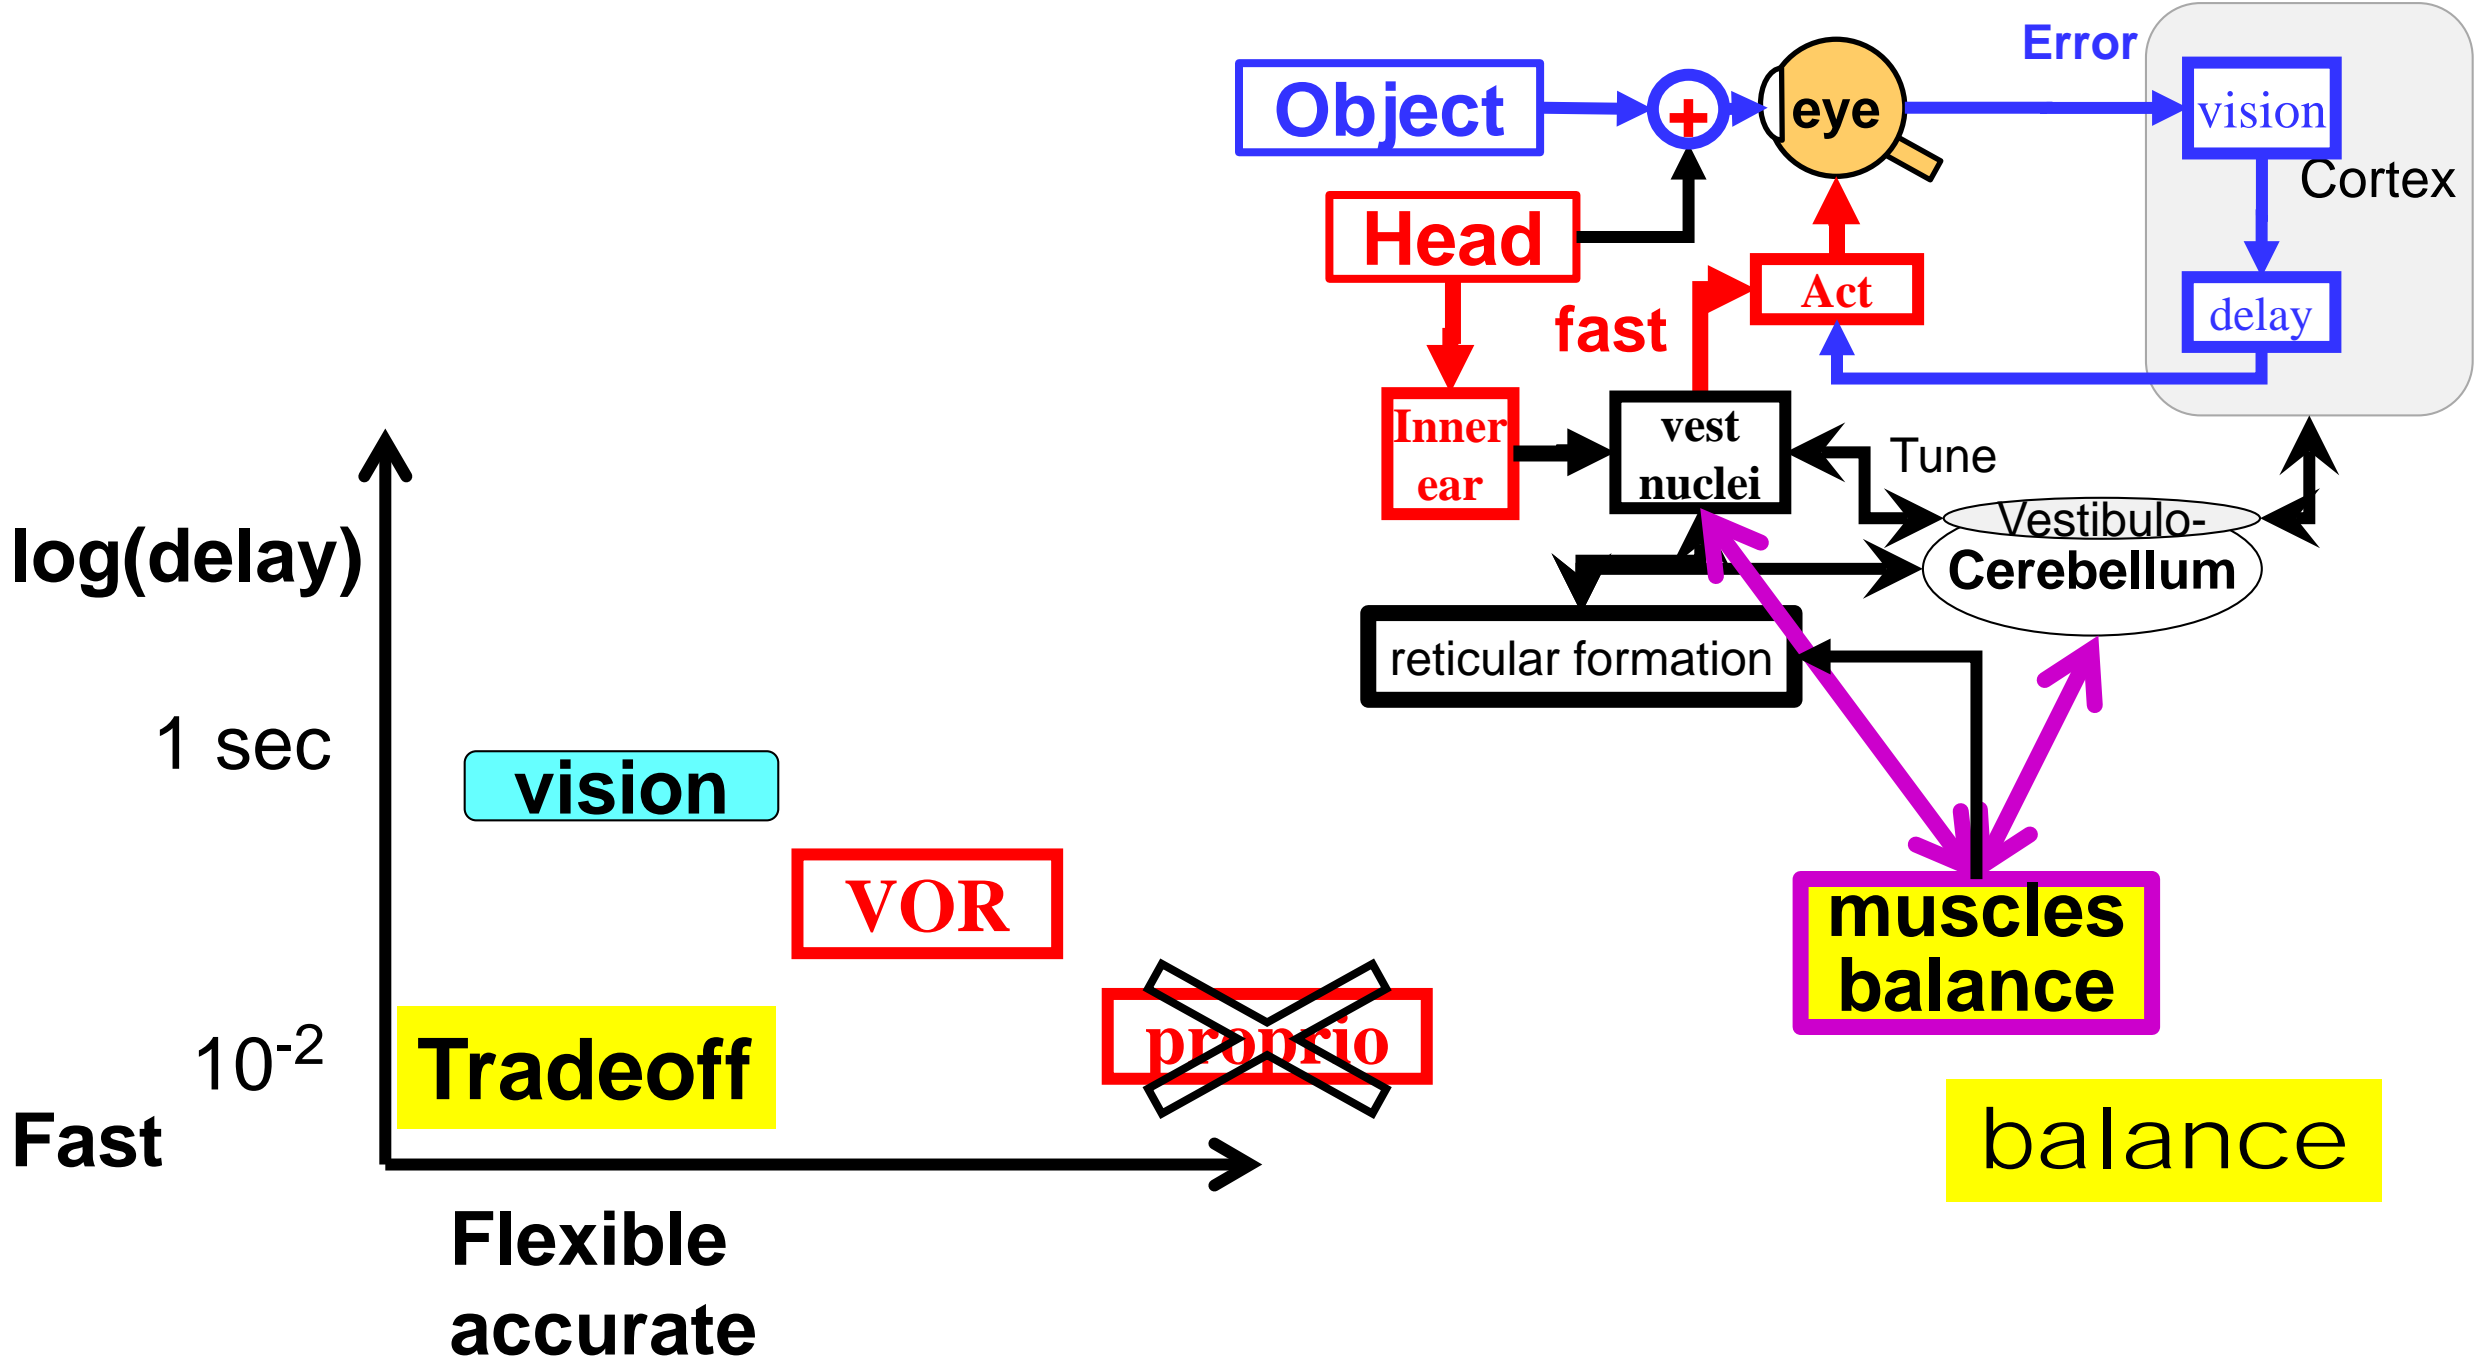 Error
Object
+
eye
vision
Cortex
Head
Act
delay
fast
Inner
ear
vest
nuclei
Tune
Vestibulo-
Cerebellum
reticular formation
log(delay)
1 sec
vision
VOR
muscles
balance
10-2
Tradeoff
proprio
Fast
balance
Flexible
accurate